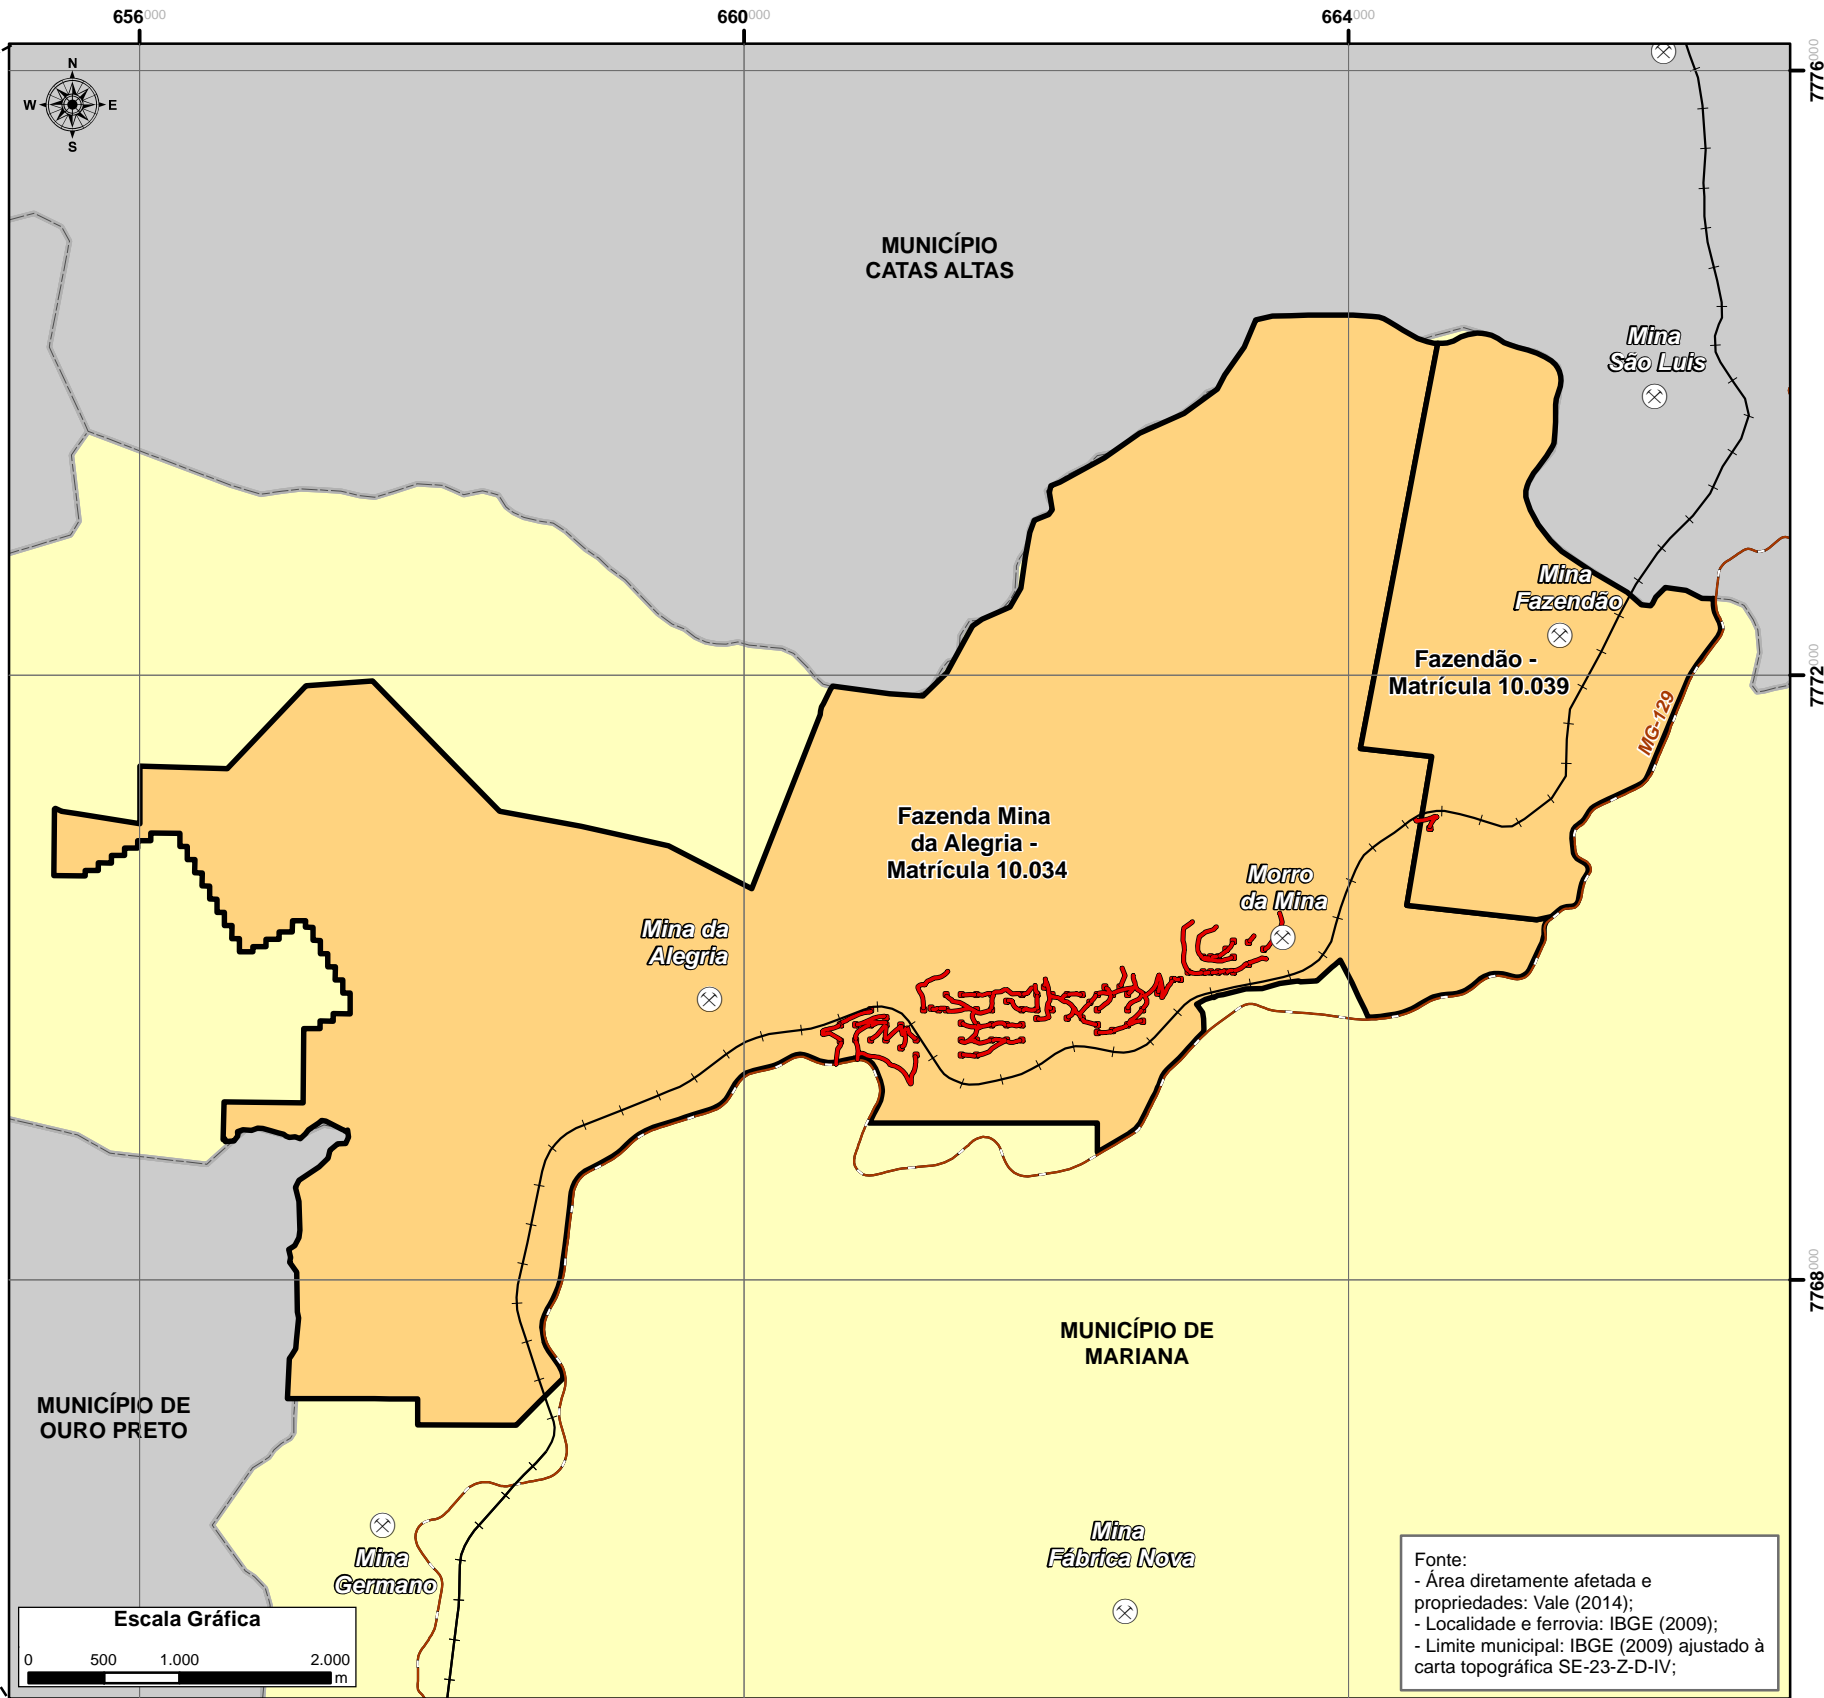 656000
660000
664000
7776000
N
W
E
S
MUNICÍPIO
CATAS ALTAS
Mina
São Luis
Mina
Fazendão
Fazendão -
Matrícula 10.039
7772000
MG-129
Fazenda Mina
da Alegria -
Matrícula 10.034
Morro
da Mina
Mina da
Alegria
7768000
MUNICÍPIO DE
MARIANA
MUNICÍPIO DE
OURO PRETO
Mina
Germano
Mina
Fábrica Nova
Escala Gráfica
0 500 1.000 2.000
m
Fonte:
- Área diretamente afetada e
propriedades: Vale (2014);
- Localidade e ferrovia: IBGE (2009);
- Limite municipal: IBGE (2009) ajustado à
carta topográfica SE-23-Z-D-IV;